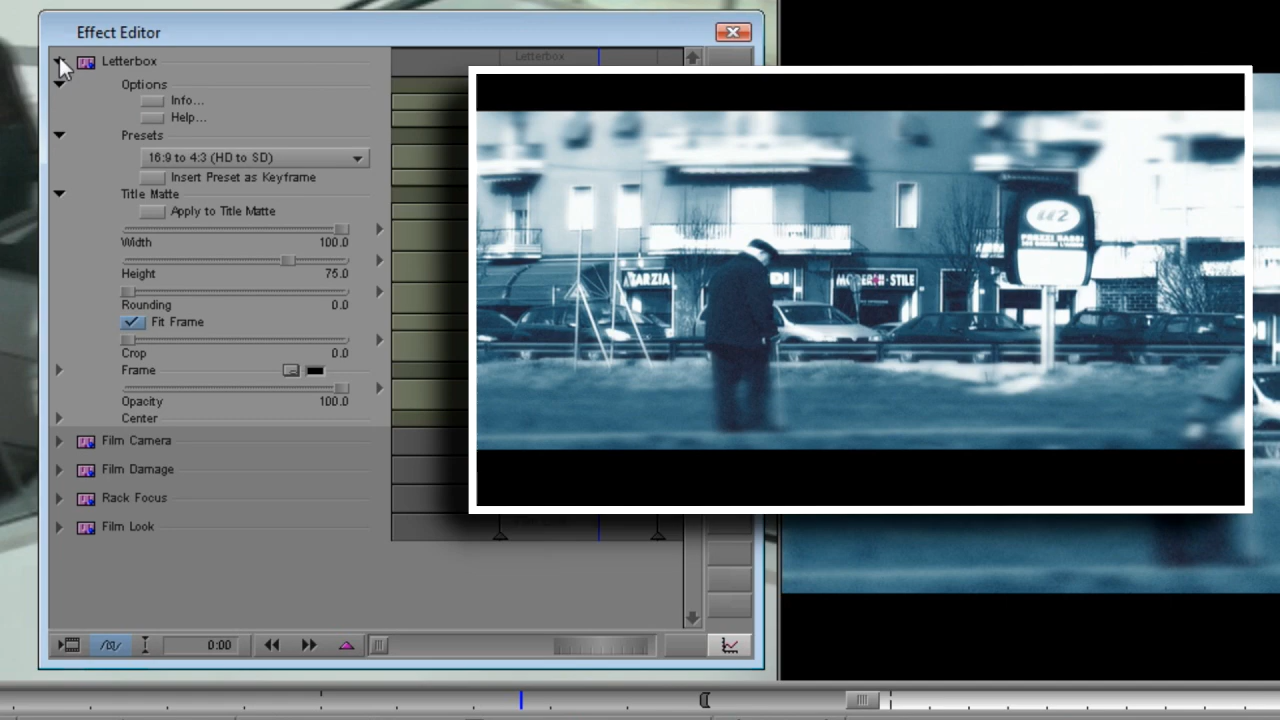 Effect Editor
Letterbox
Letterbox
Options
Info...
Help...
Presets
16:9 to 4:3 (HD to SD)
Insert Preset as Keyframe
Title Matte
Apply to Title Matte
Width 100.0
Height 75.0
Rounding 0.0
Fit Frame
Crop 0.0
Frame
Opacity 100.0
Center
Film Camera
Film Damage
Rack Focus
Film Look
0:00
u2
PREZZI BASSI
MODERN STILE